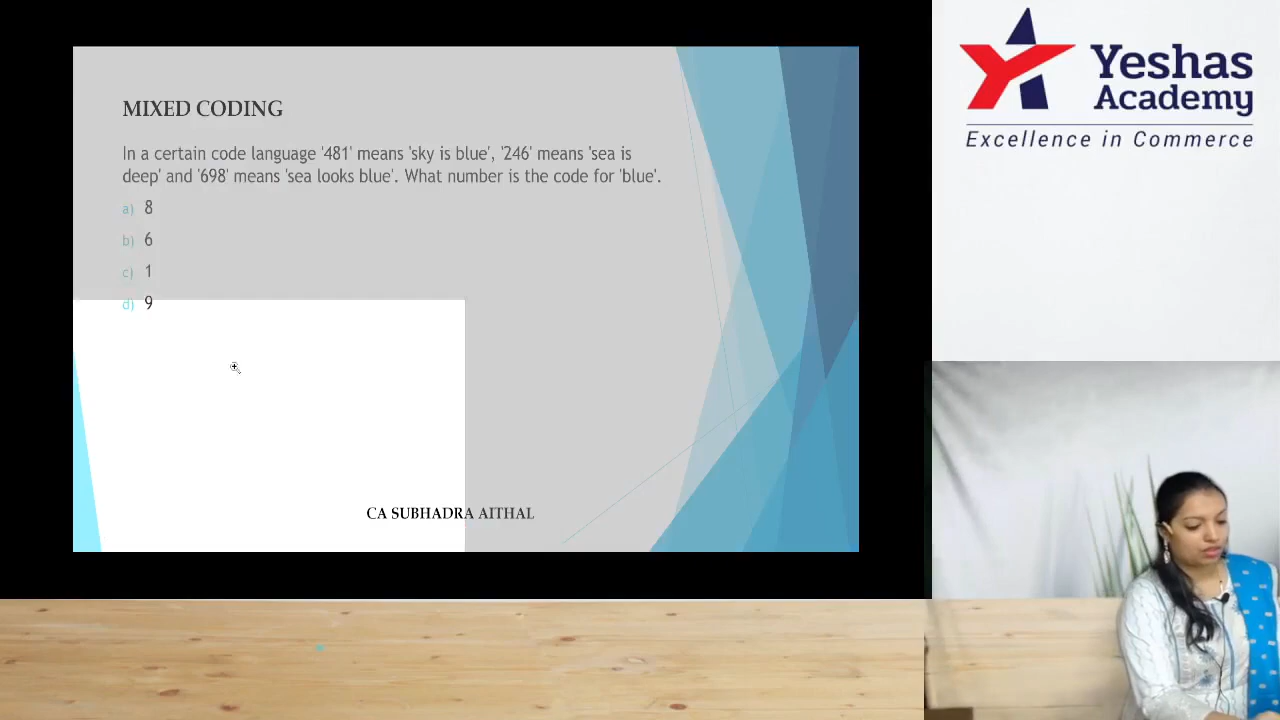 MIXED CODING
In a certain code language '481' means 'sky is blue', '246' means 'sea is
deep' and '698' means 'sea looks blue'. What number is the code for 'blue'.
a) 8
b) 6
c) 1
d) 9
CA SUBHADRA AITHAL
Yeshas
Academy
Excellence in Commerce